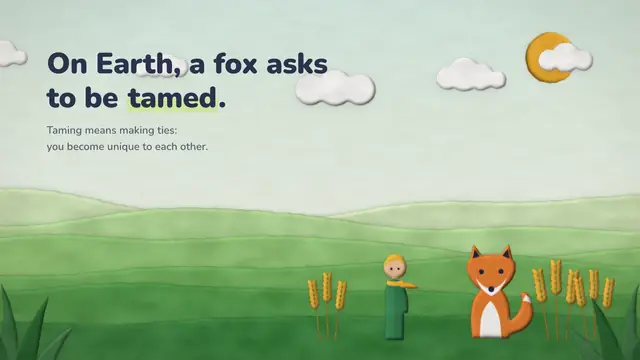 On Earth, a fox asks
to be tamed.
Taming means making ties:
you become unique to each other.